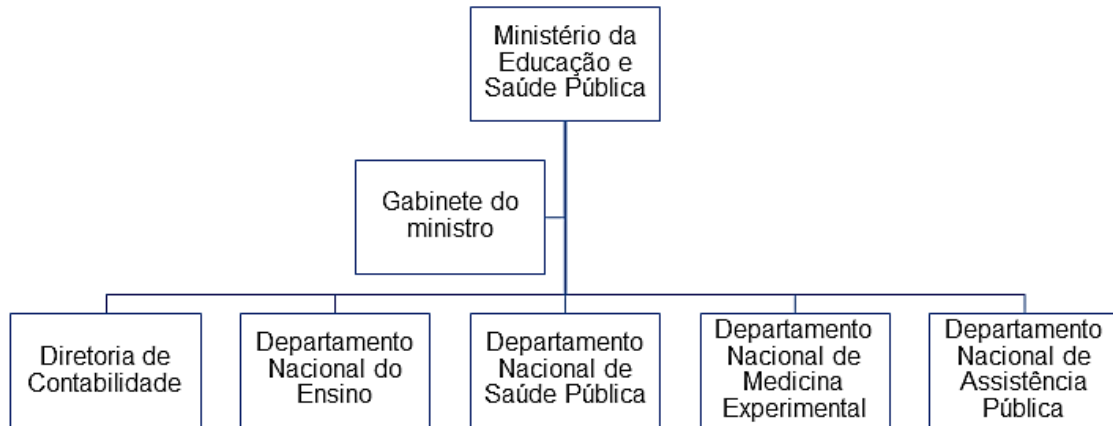 Ministério da
Educação e
Saúde Pública
Gabinete do
ministro
Diretoria de
Contabilidade
Departamento
Nacional do
Ensino
Departamento
Nacional de
Saúde Pública
Departamento
Nacional de
Medicina
Experimental
Departamento
Nacional de
Assistência
Pública